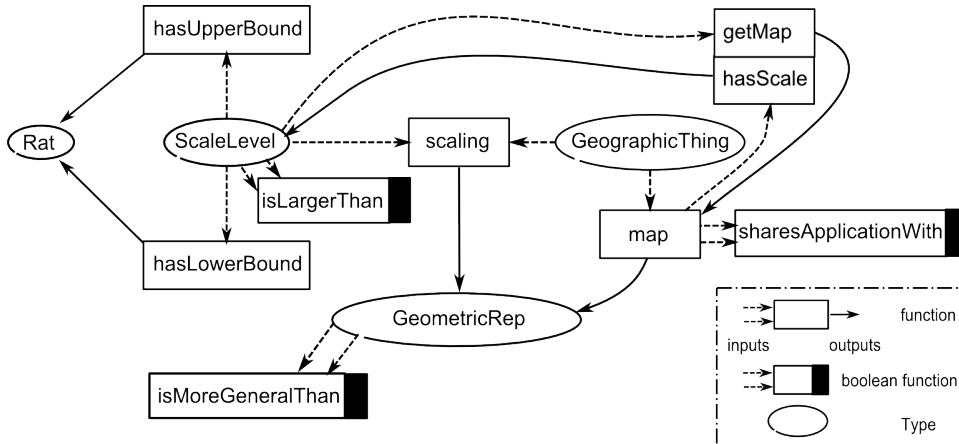 hasUpperBound
getMap
hasScale
Rat
ScaleLevel
scaling
GeographicThing
isLargerThan
map
sharesApplicationWith
hasLowerBound
GeometricRep
function
inputs
outputs
isMoreGeneralThan
boolean function
Type